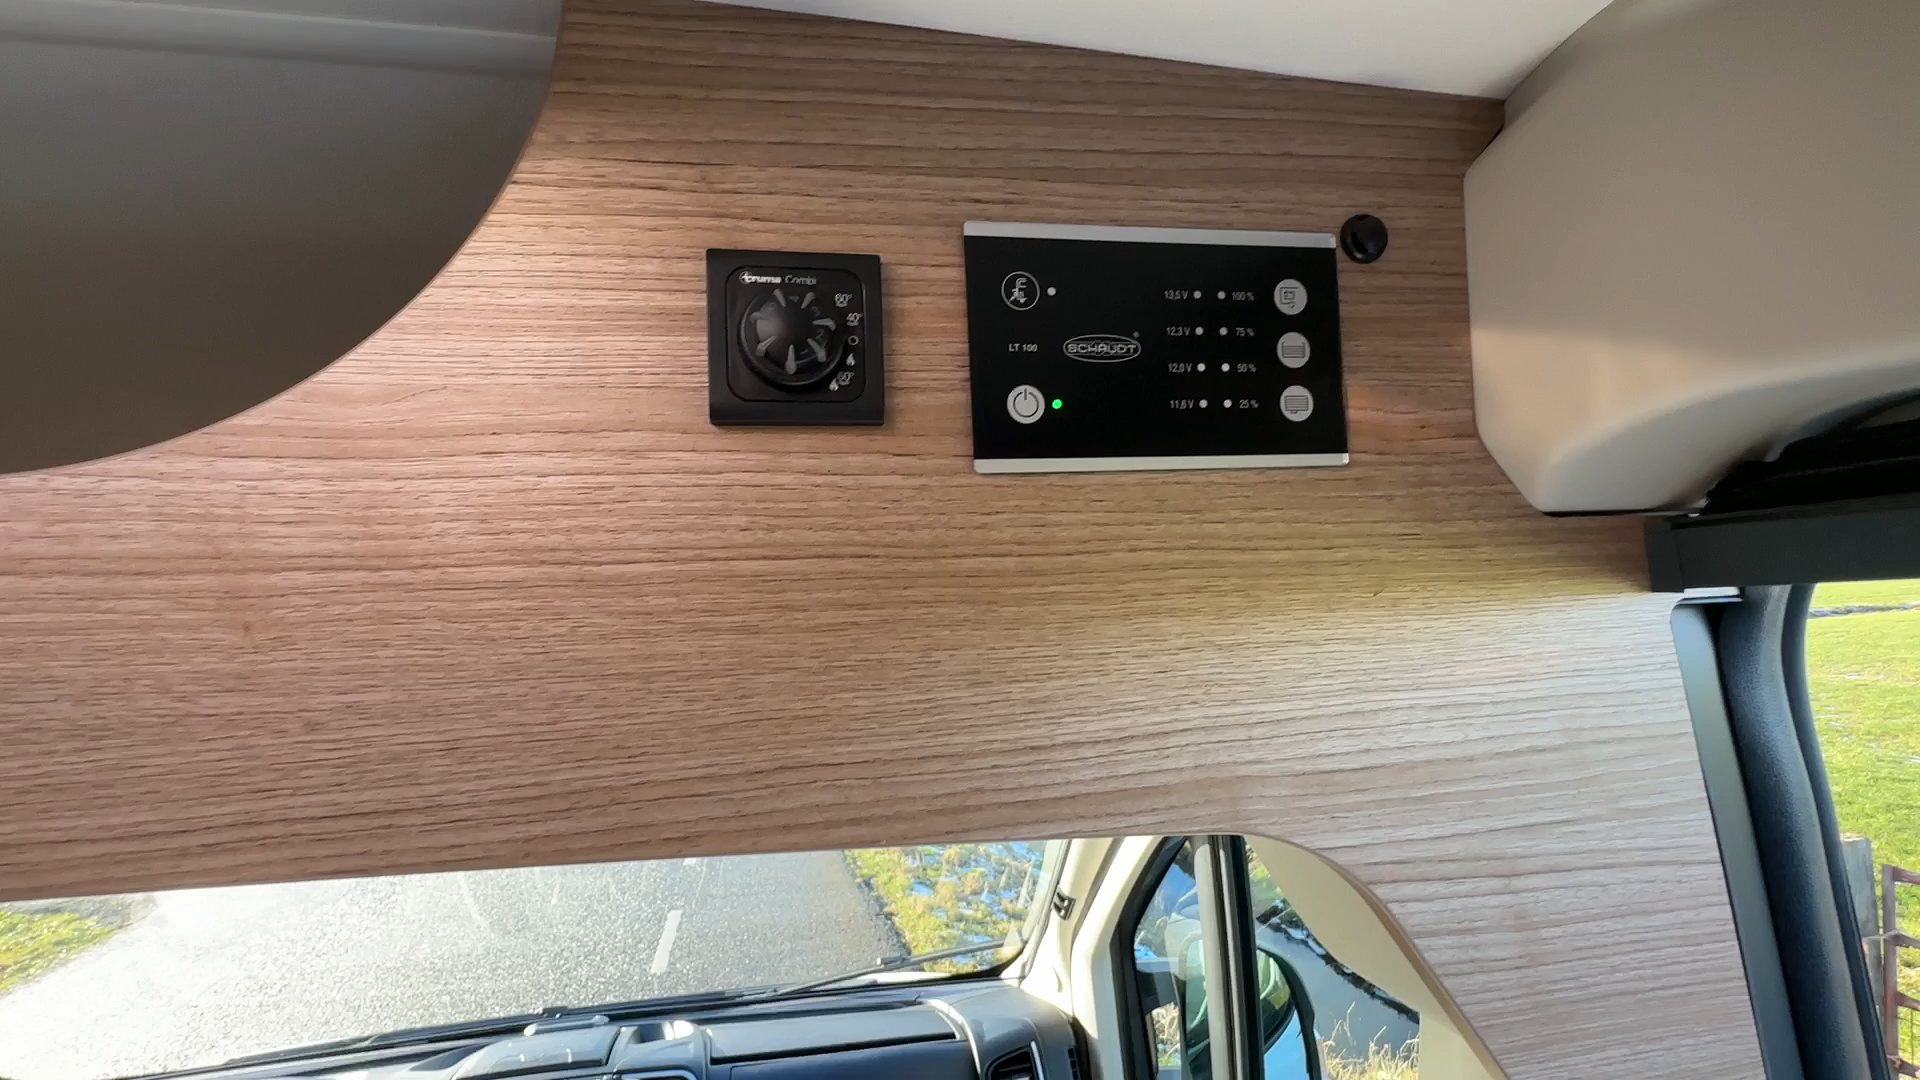 truma Combi
60°
40°
60°
LT 100
SCHAUDT
13,5 V 100 %
12,3 V 75 %
12,0 V 50 %
11,6 V 25 %